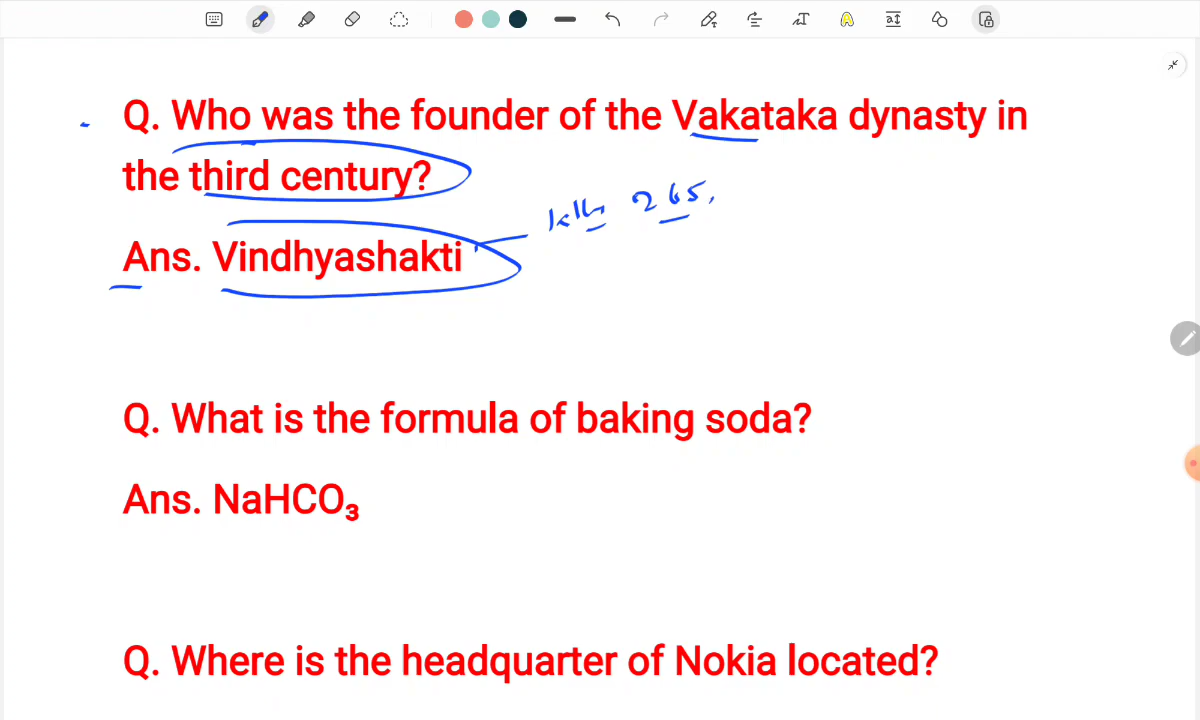 Q. Who was the founder of the Vakataka dynasty in
the third century?
265,
Ans. Vindhyashakti
Q. What is the formula of baking soda?
Ans. NaHCO₃
Q. Where is the headquarter of Nokia located?